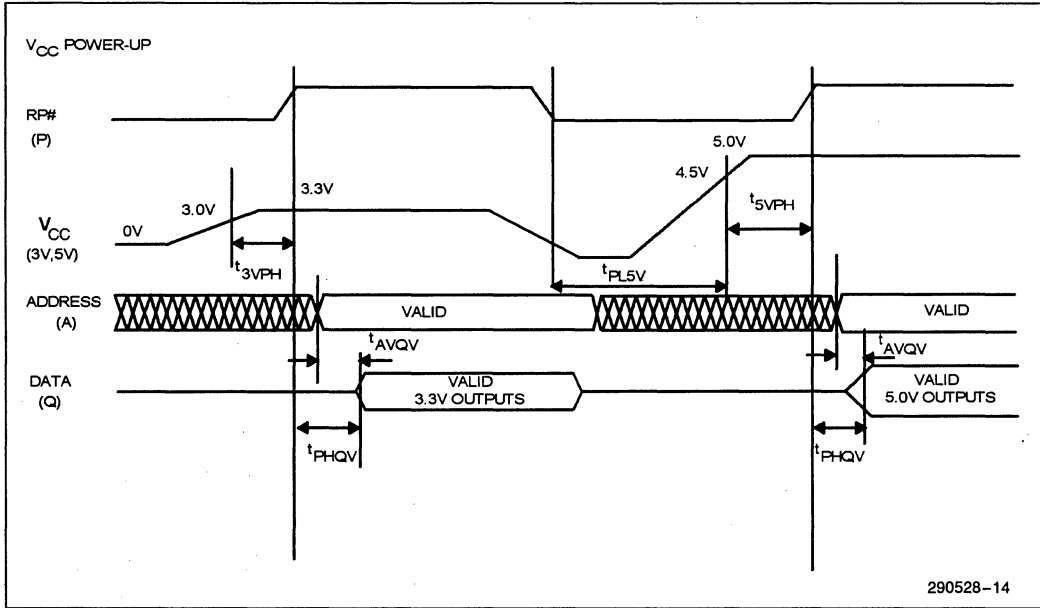 VCC POWER-UP
RP#
(P)
5.0V
4.5V
t5VPH
3.3V
3.0V
VCC
0V
(3V,5V)
t3VPH
tPL5V
ADDRESS
(A)
VALID
VALID
tAVQV
tAVQV
DATA
(Q)
VALID
3.3V OUTPUTS
VALID
5.0V OUTPUTS
tPHQV
tPHQV
290528-14